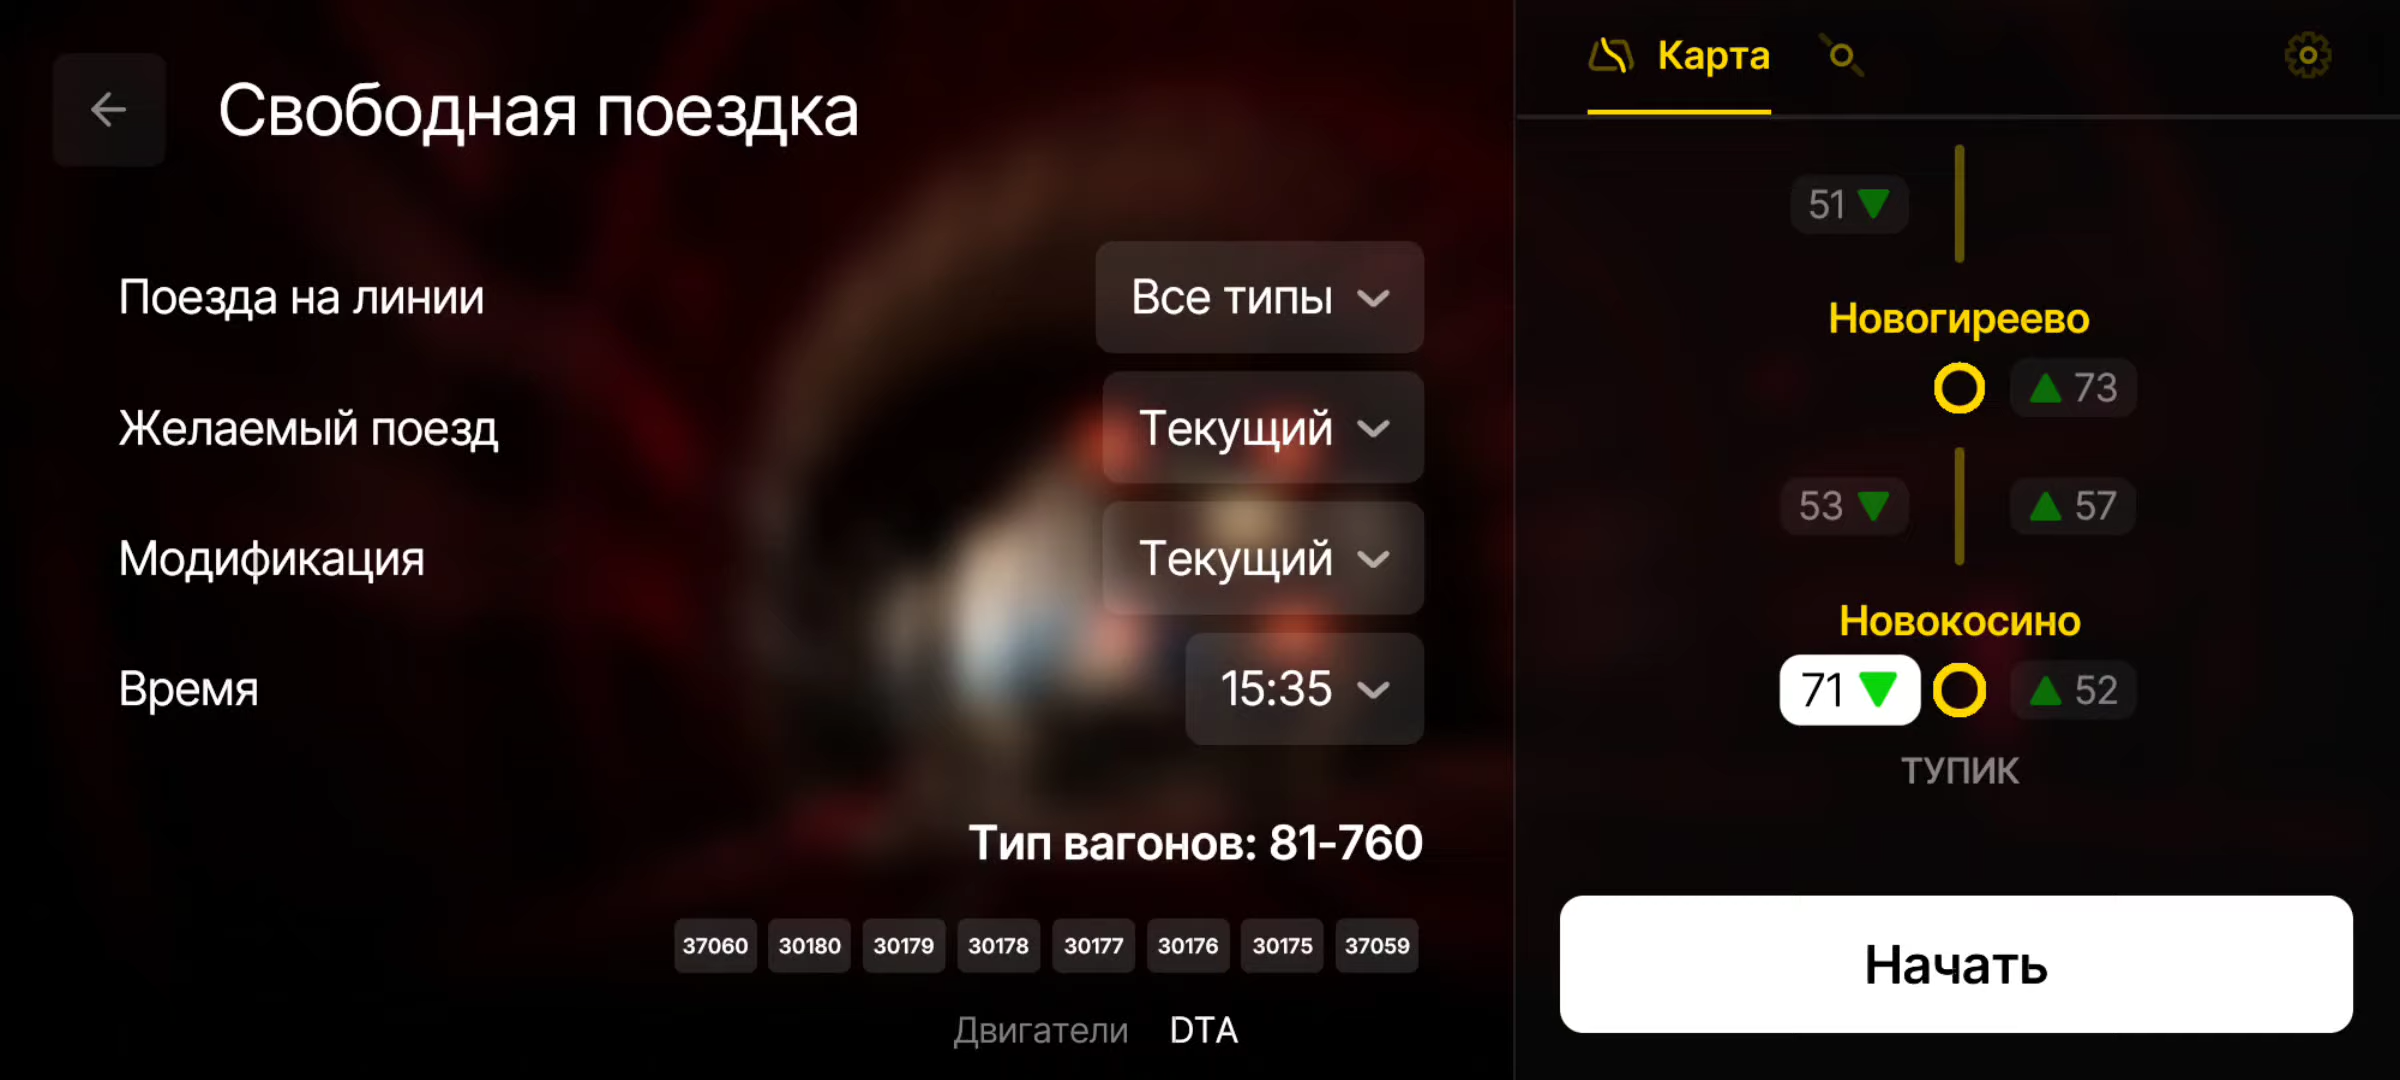 Свободная поездка
Поезда на линии
Все типы
Желаемый поезд
Текущий
Модификация
Текущий
Время
15:35
Тип вагонов: 81-760
37060 30180 30179 30178 30177 30176 30175 37059
Двигатели DTA
Карта
51
Новогиреево
73
53 57
Новокосино
71 52
ТУПИК
Начать